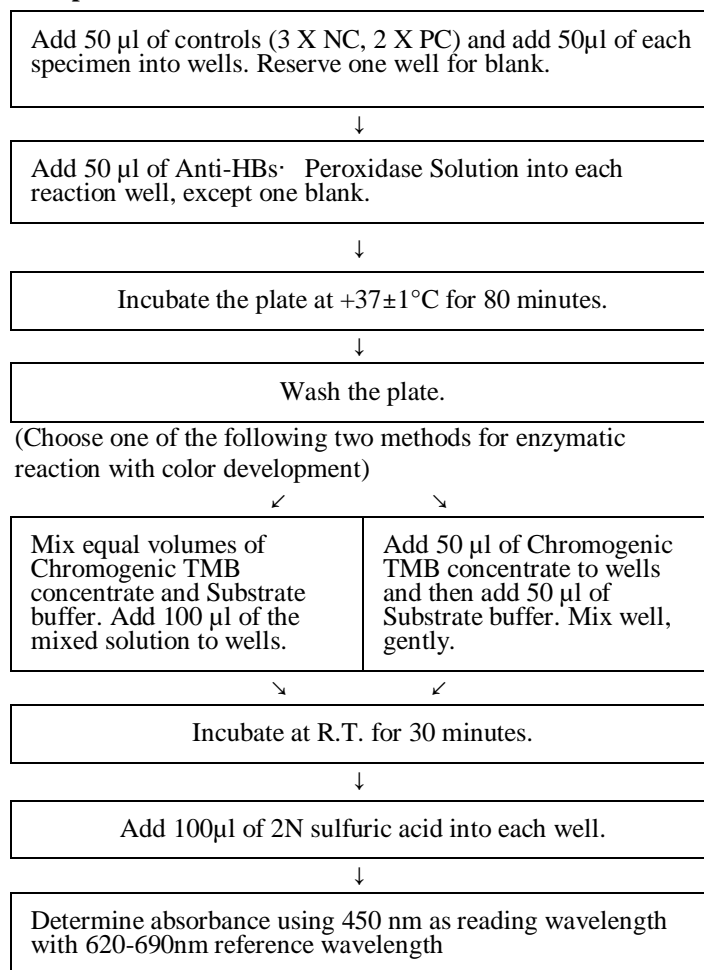 Add 50 µl of controls (3 X NC, 2 X PC) and add 50µl of each
specimen into wells. Reserve one well for blank.
↓
Add 50 µl of Anti-HBs· Peroxidase Solution into each
reaction well, except one blank.
↓
Incubate the plate at +37±1°C for 80 minutes.
↓
Wash the plate.
(Choose one of the following two methods for enzymatic
reaction with color development)
↙ ↘
Mix equal volumes of
Chromogenic TMB
concentrate and Substrate
buffer. Add 100 µl of the
mixed solution to wells.
Add 50 µl of Chromogenic
TMB concentrate to wells
and then add 50 µl of
Substrate buffer. Mix well,
gently.
↘ ↙
Incubate at R.T. for 30 minutes.
↓
Add 100µl of 2N sulfuric acid into each well.
↓
Determine absorbance using 450 nm as reading wavelength
with 620-690nm reference wavelength